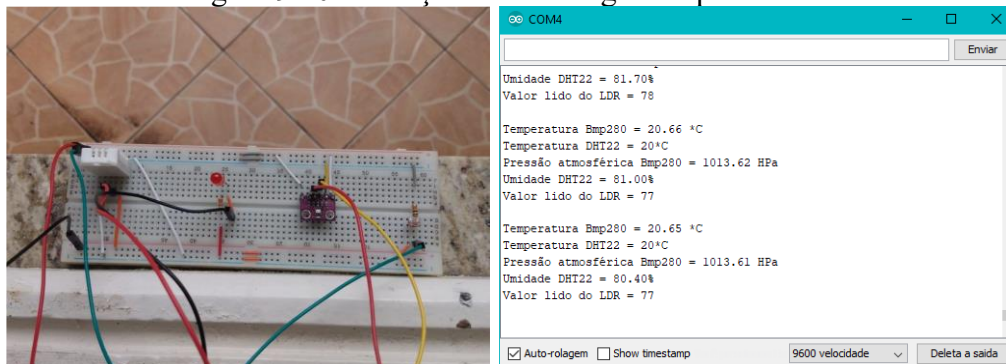 COM4
Enviar
Umidade DHT22 = 81.70%
Valor lido do LDR = 78
Temperatura Bmp280 = 20.66 *C
Temperatura DHT22 = 20*C
Pressão atmosférica Bmp280 = 1013.62 HPa
Umidade DHT22 = 81.00%
Valor lido do LDR = 77
Temperatura Bmp280 = 20.65 *C
Temperatura DHT22 = 20*C
Pressão atmosférica Bmp280 = 1013.61 HPa
Umidade DHT22 = 80.40%
Valor lido do LDR = 77
Auto-rolagem Show timestamp 9600 velocidade Deleta a saida